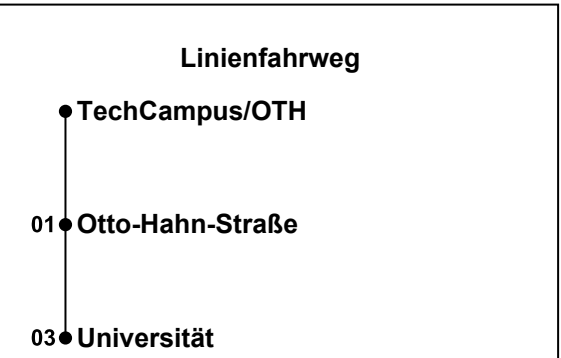 Linienfahrweg
TechCampus/OTH
01 Otto-Hahn-Straße
03 Universität